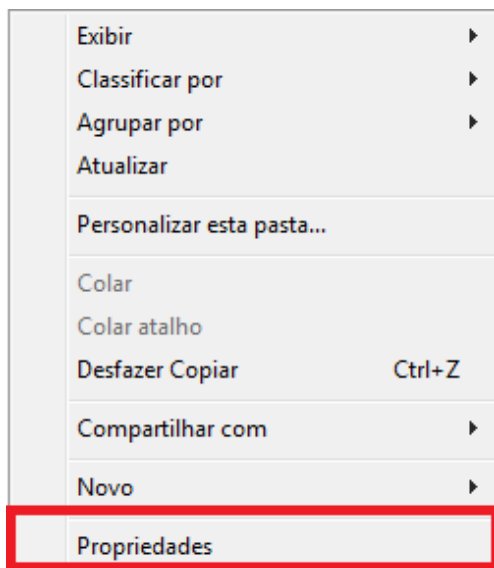 Exibir
Classificar por
Agrupar por
Atualizar
Personalizar esta pasta...
Colar
Colar atalho
Desfazer Copiar Ctrl+Z
Compartilhar com
Novo
Propriedades